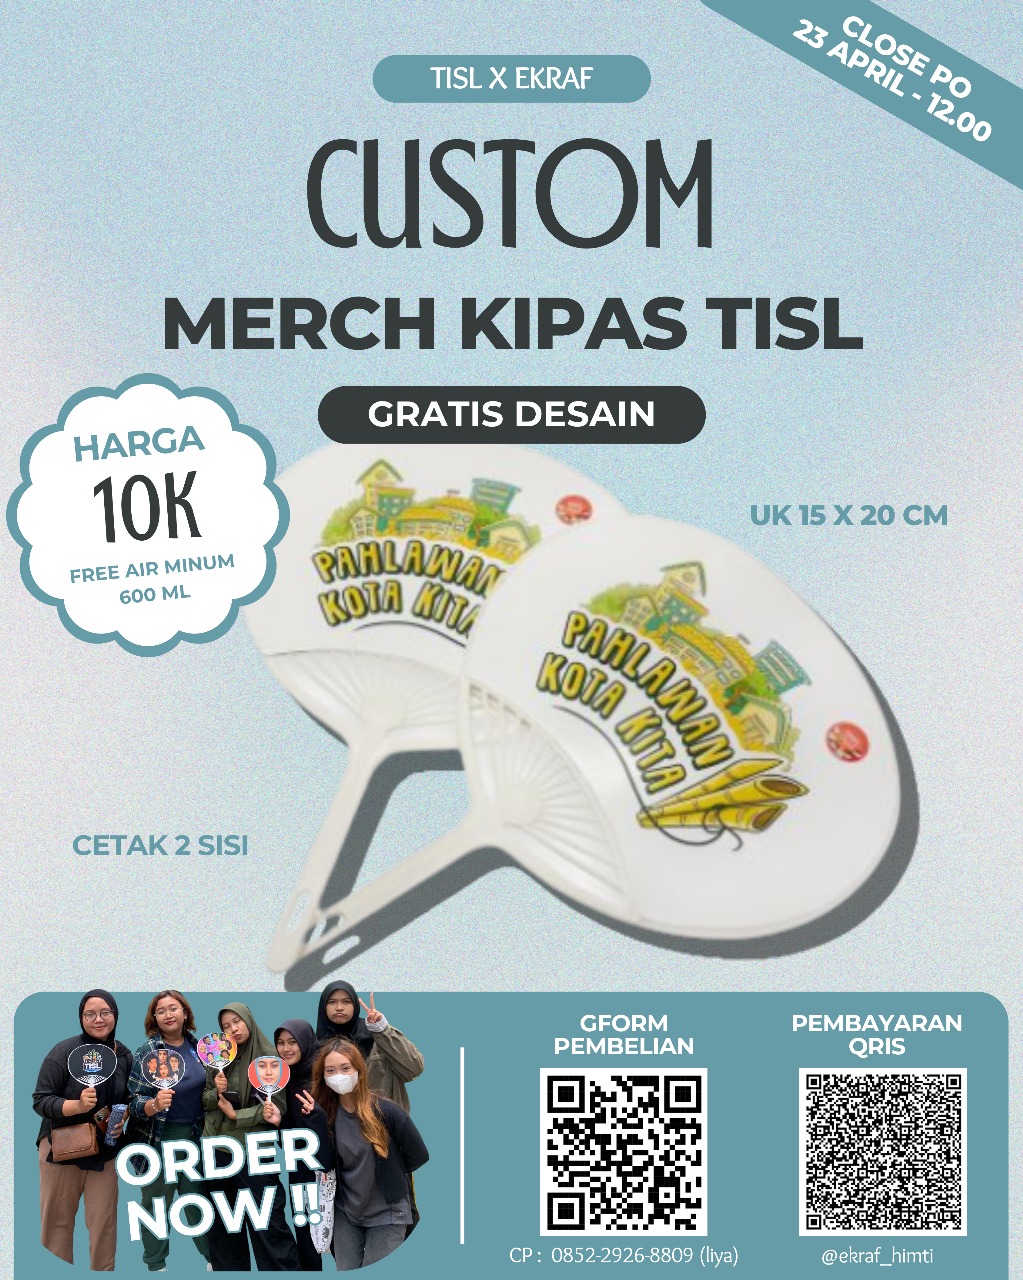 CLOSE PO
23 APRIL - 12.00
TISL X EKRAF
CUSTOM
MERCH KIPAS TISL
GRATIS DESAIN
HARGA
10K
FREE AIR MINUM
600 ML
UK 15 X 20 CM
PAHLAWAN
KOTA KITA
PAHLAWAN
KOTA KITA
CETAK 2 SISI
ORDER
NOW !!
GFORM
PEMBELIAN
PEMBAYARAN
QRIS
CP : 0852-2926-8809 (liya)
@ekraf_himti